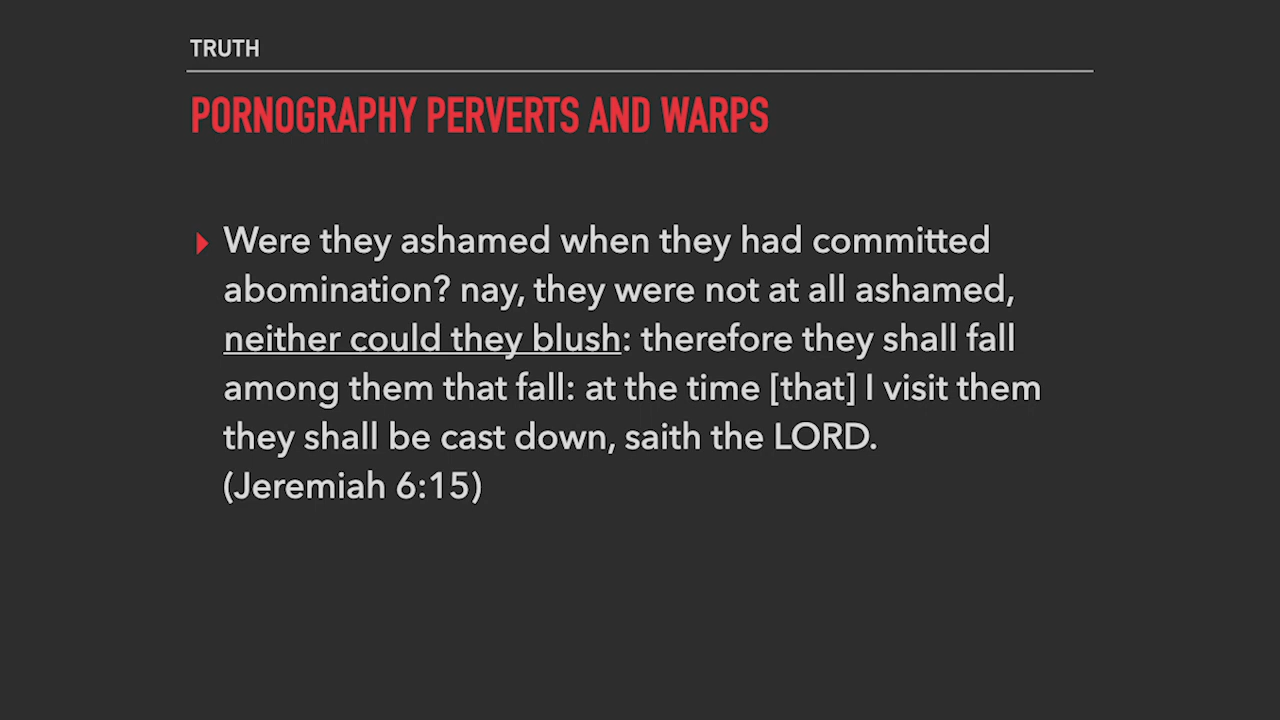 TRUTH
PORNOGRAPHY PERVERTS AND WARPS
Were they ashamed when they had committed
abomination? nay, they were not at all ashamed,
neither could they blush: therefore they shall fall
among them that fall: at the time [that] I visit them
they shall be cast down, saith the LORD.
(Jeremiah 6:15)